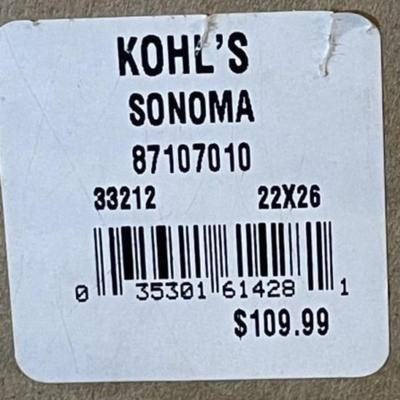 KOHL'S
SONOMA
87107010
33212 22X26
0 35301 61428 1
$109.99